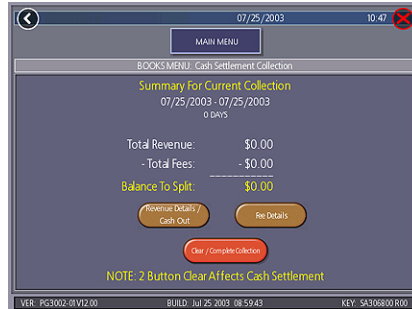 07/25/2003 10:47
MAIN MENU
BOOKS MENU: Cash Settlement Collection
Summary For Current Collection
07/25/2003 - 07/25/2003
0 DAYS
Total Revenue: $0.00
- Total Fees: - $0.00
Balance To Split: $0.00
Revenue Details /
Cash Out
Fee Details
Clear / Complete Collection
NOTE: 2 Button Clear Affects Cash Settlement
VER: PG3002-01V12.00 BUILD: Jul 25 2003 08:59:43 KEY: SA306800 R00